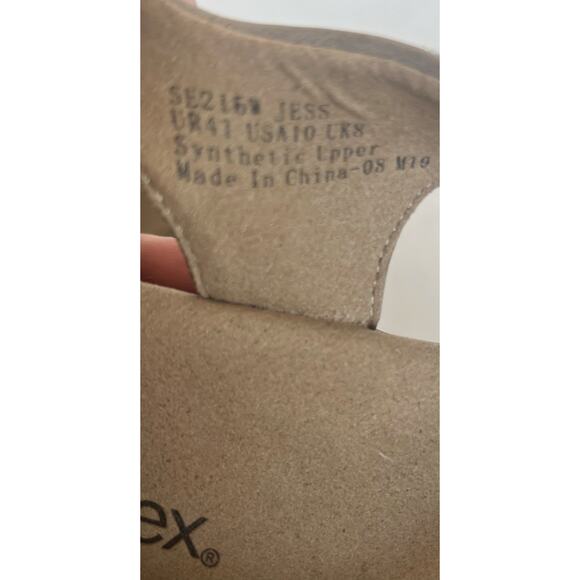 SE216W JESS
UR41 USA10 UK8
Synthetic Upper
Made In China-08 M19
ex®